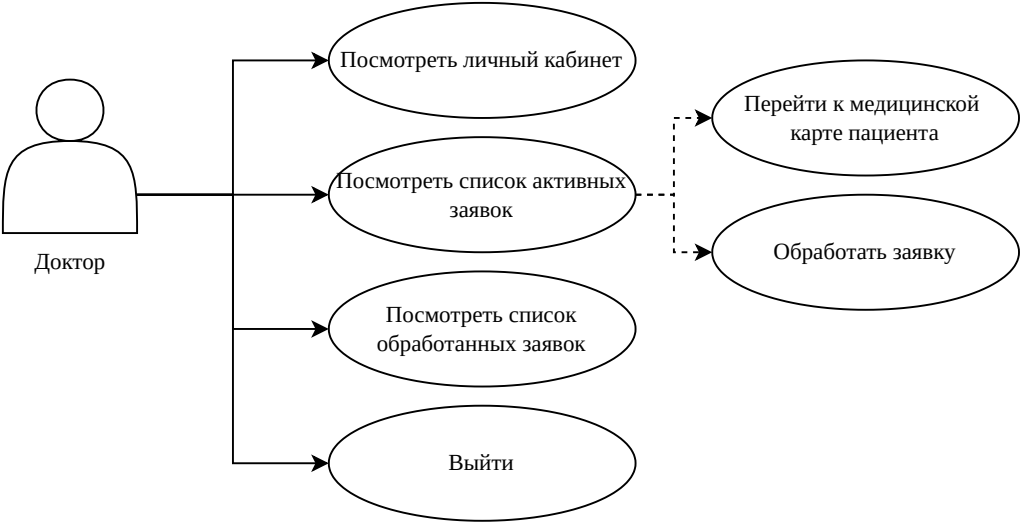 Доктор
Посмотреть личный кабинет
Посмотреть список активных
заявок
Посмотреть список
обработанных заявок
Выйти
Перейти к медицинской
карте пациента
Обработать заявку